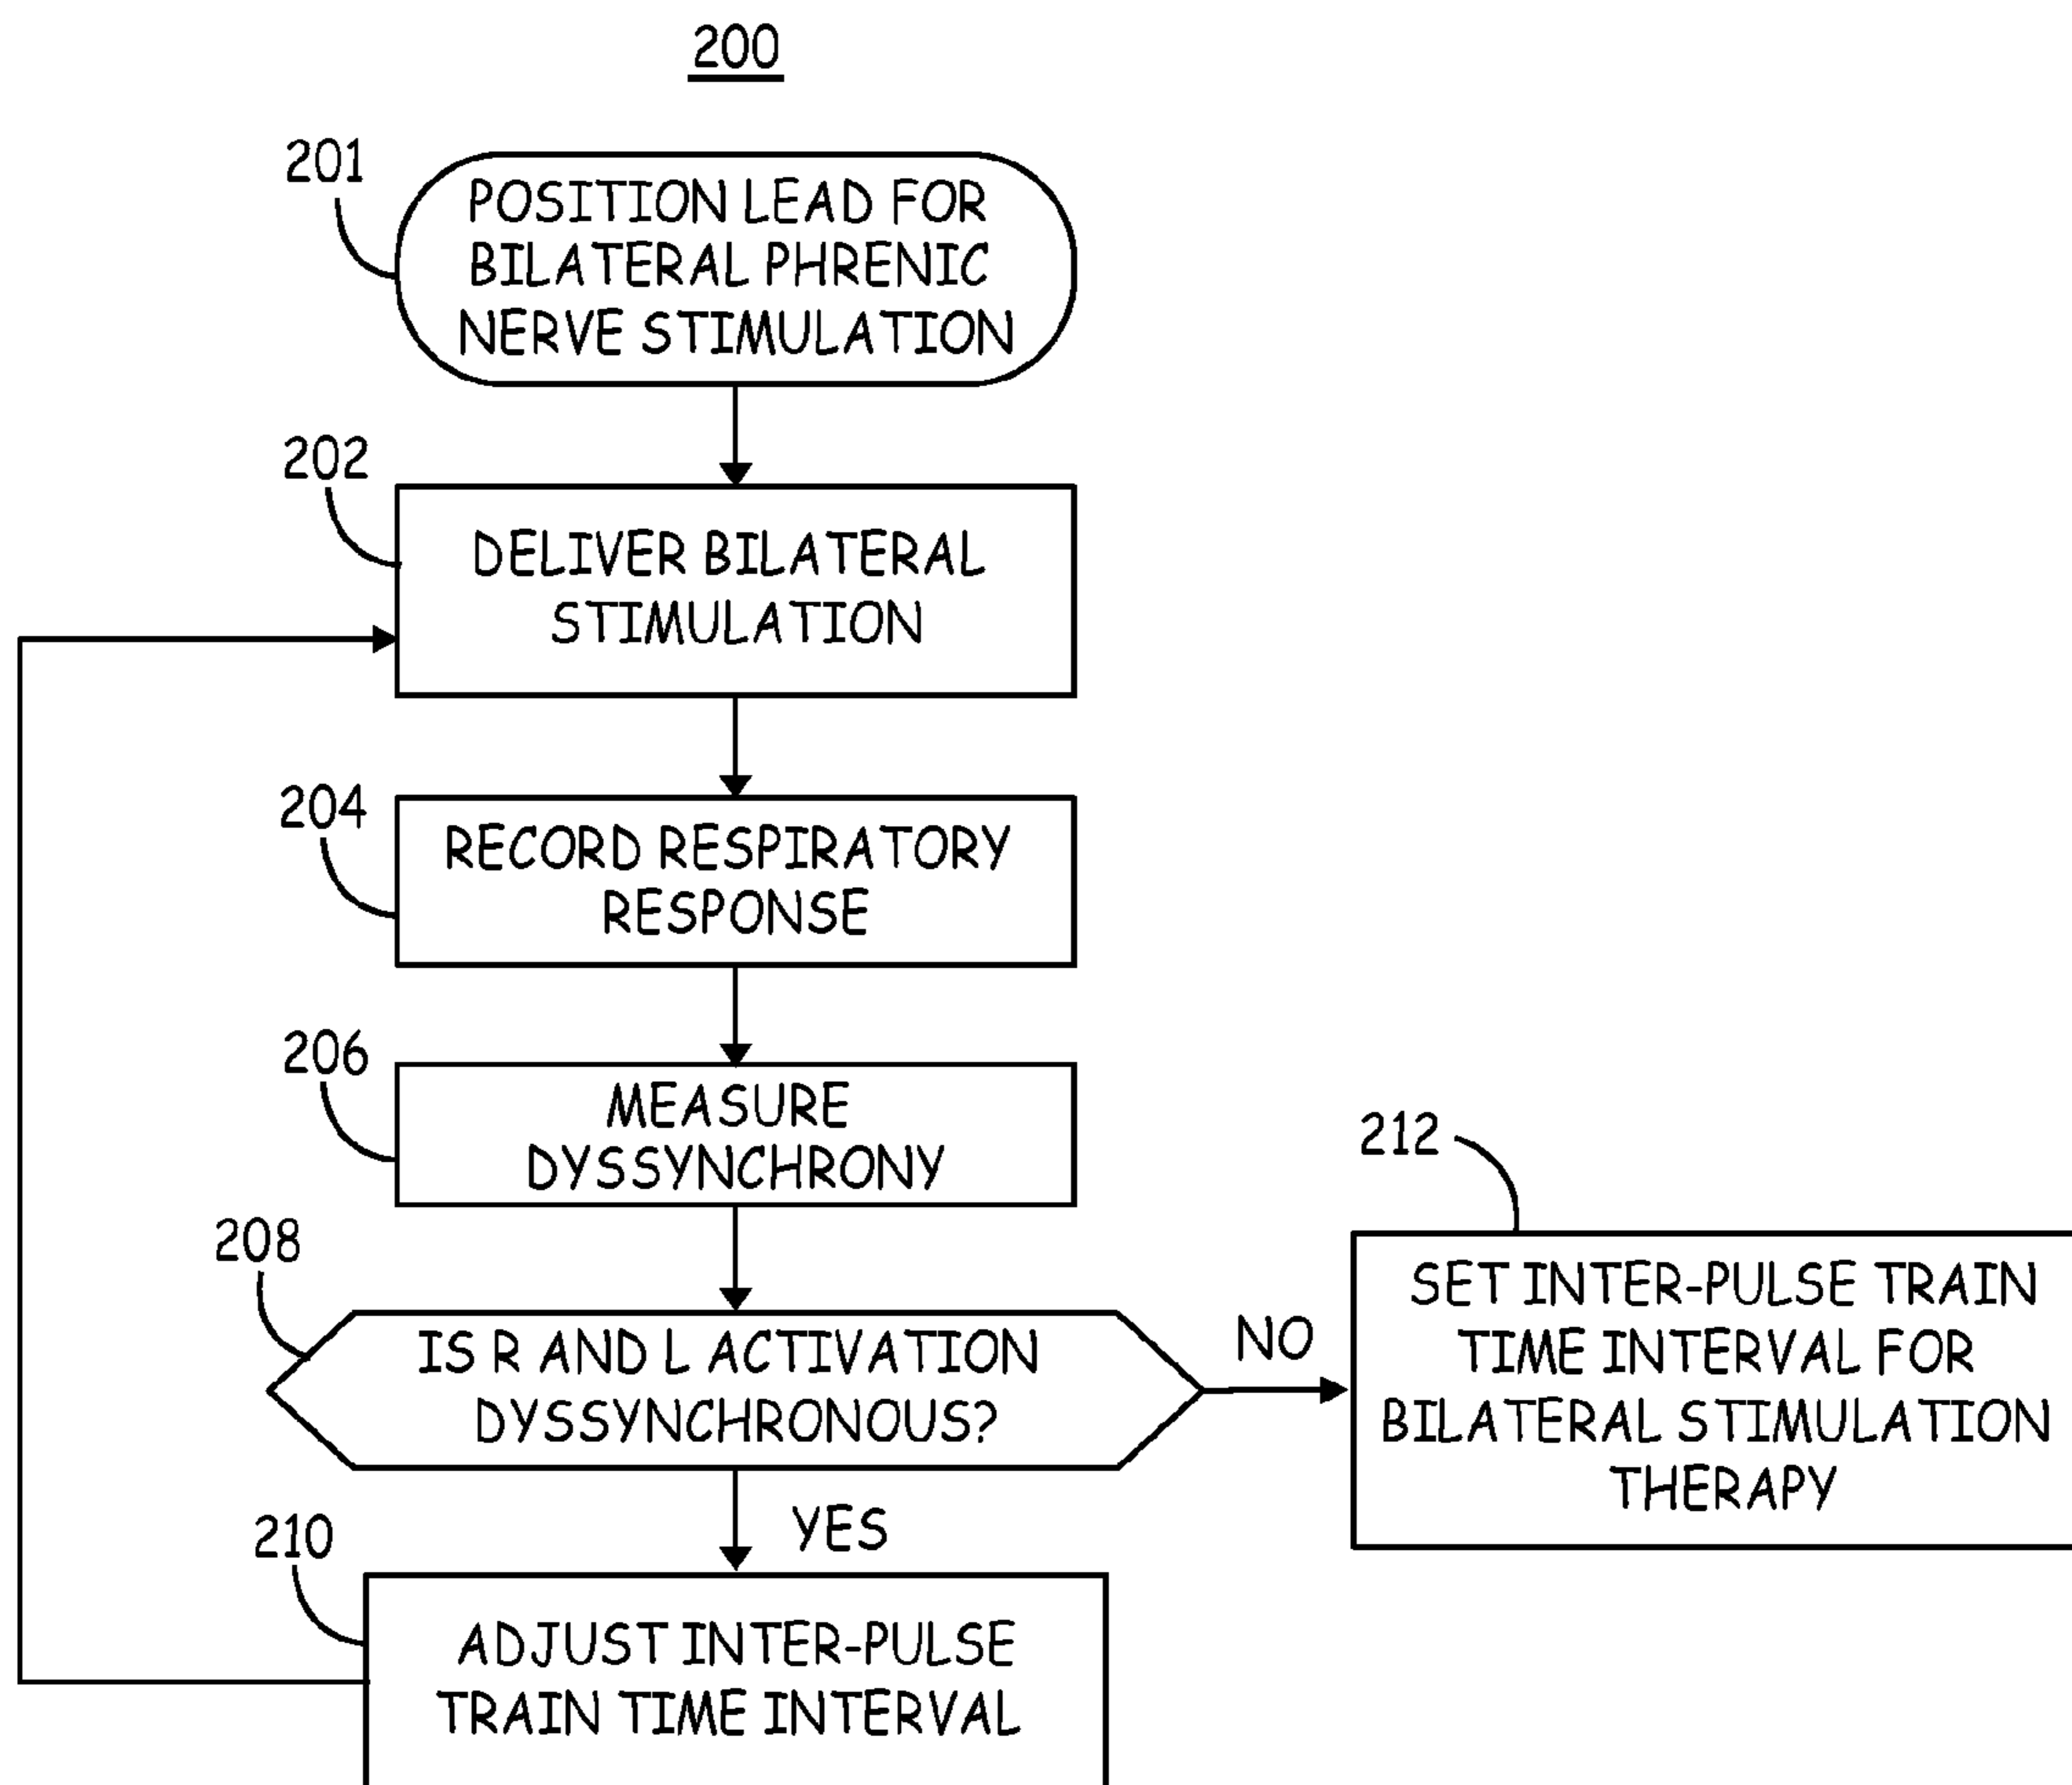 200
201
POSITION LEAD FOR
BILATERAL PHRENIC
NERVE STIMULATION
202
DELIVER BILATERAL
STIMULATION
204
RECORD RESPIRATORY
RESPONSE
206
MEASURE
DYSSYNCHRONY
208
IS R AND L ACTIVATION
DYSSYNCHRONOUS?
NO
212
SET INTER-PULSE TRAIN
TIME INTERVAL FOR
BILATERAL STIMULATION
THERAPY
YES
210
ADJUST INTER-PULSE
TRAIN TIME INTERVAL